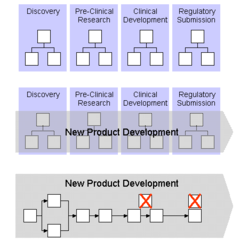 Discovery
Pre-Clinical
Research
Clinical
Development
Regulatory
Submission
Discovery
Pre-Clinical
Research
Clinical
Development
Regulatory
Submission
New Product Development
New Product Development